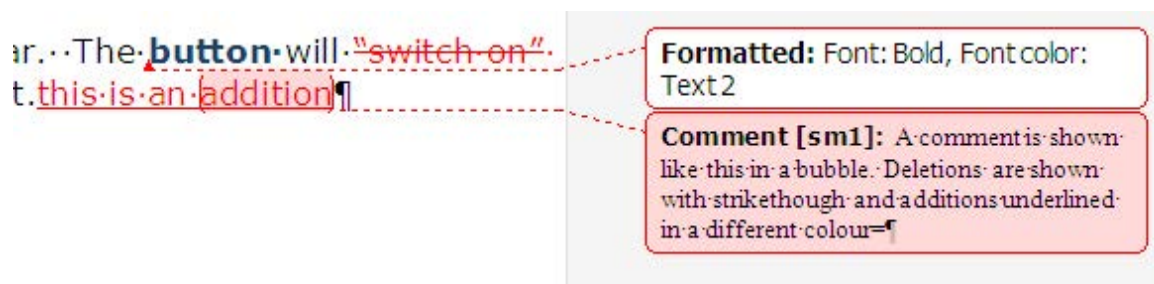 ar.··The·button·will·“switch·on”·
t.this·is·an·addition¶
Formatted: Font: Bold, Font color:
Text 2
Comment [sm1]: A·comment·is·shown·
like·this·in·a·bubble.·Deletions·are·shown·
with·strikethough·and·additions·underlined·
in·a·different·colour=¶